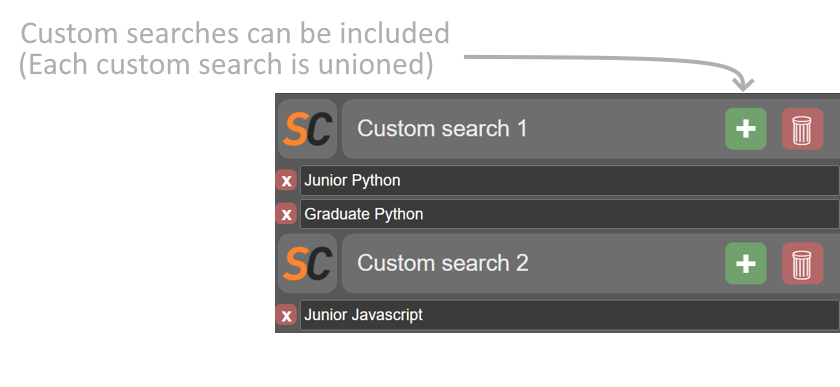 Custom searches can be included
(Each custom search is unioned)
SC Custom search 1
x Junior Python
x Graduate Python
SC Custom search 2
x Junior Javascript